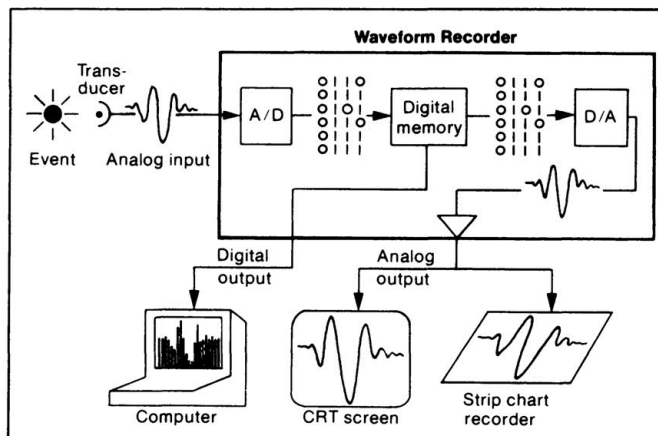 Waveform Recorder
Trans-
ducer
A/D
Digital
memory
D/A
Event
Analog input
Digital
output
Analog
output
Computer
CRT screen
Strip chart
recorder